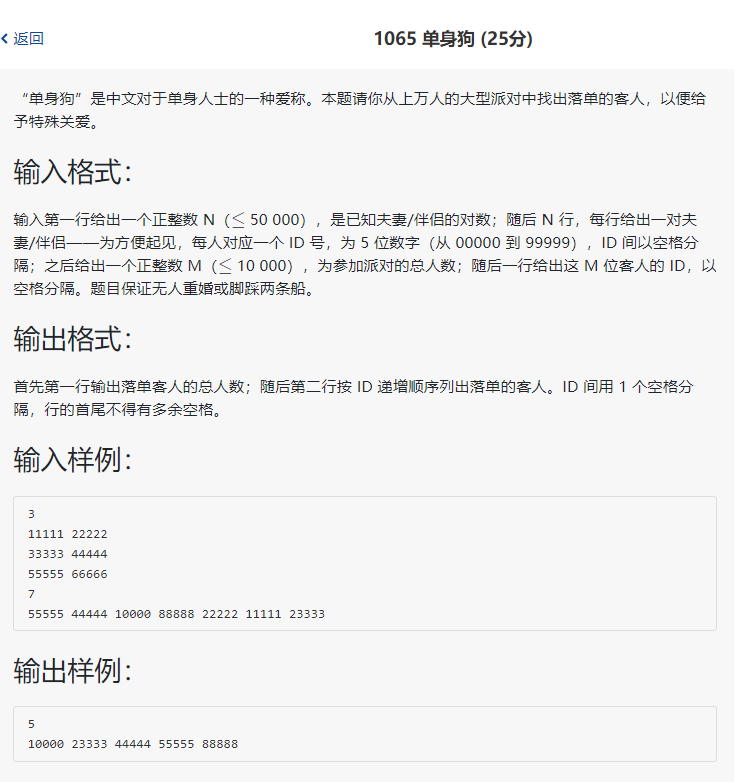 返回
1065 单身狗 (25分)
“单身狗”是中文对于单身人士的一种爱称。本题请你从上万人的大型派对中找出落单的客人，以便给
予特殊关爱。
输入格式：
输入第一行给出一个正整数 N（≤ 50 000），是已知夫妻/伴侣的对数；随后 N 行，每行给出一对夫
妻/伴侣——为方便起见，每人对应一个 ID 号，为 5 位数字（从 00000 到 99999），ID 间以空格分
隔；之后给出一个正整数 M（≤ 10 000），为参加派对的总人数；随后一行给出这 M 位客人的 ID，以
空格分隔。题目保证无人重婚或脚踩两条船。
输出格式：
首先第一行输出落单客人的总人数；随后第二行按 ID 递增顺序列出落单的客人。ID 间用 1 个空格分
隔，行的首尾不得有多余空格。
输入样例：
3
11111 22222
33333 44444
55555 66666
7
55555 44444 10000 88888 22222 11111 23333
输出样例：
5
10000 23333 44444 55555 88888